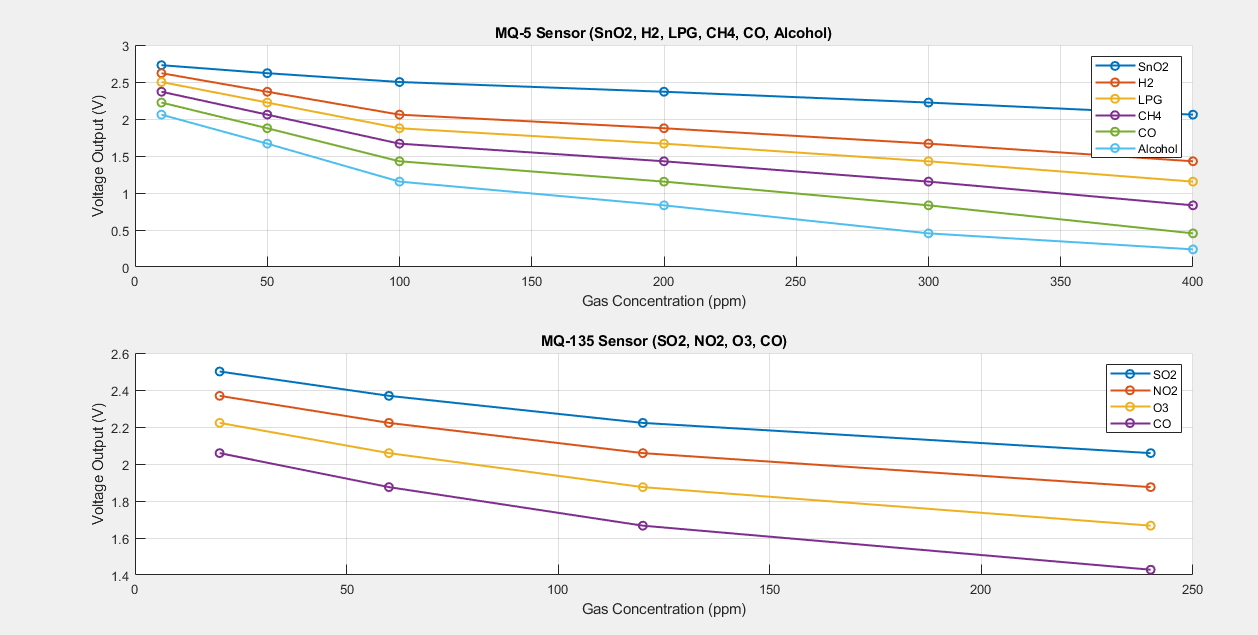 MQ-5 Sensor (SnO2, H2, LPG, CH4, CO, Alcohol)
Voltage Output (V)
3
2.5
2
1.5
1
0.5
0
0 50 100 150 200 250 300 350 400
Gas Concentration (ppm)
SnO2
H2
LPG
CH4
CO
Alcohol
MQ-135 Sensor (SO2, NO2, O3, CO)
Voltage Output (V)
2.6
2.4
2.2
2
1.8
1.6
1.4
0 50 100 150 200 250
Gas Concentration (ppm)
SO2
NO2
O3
CO